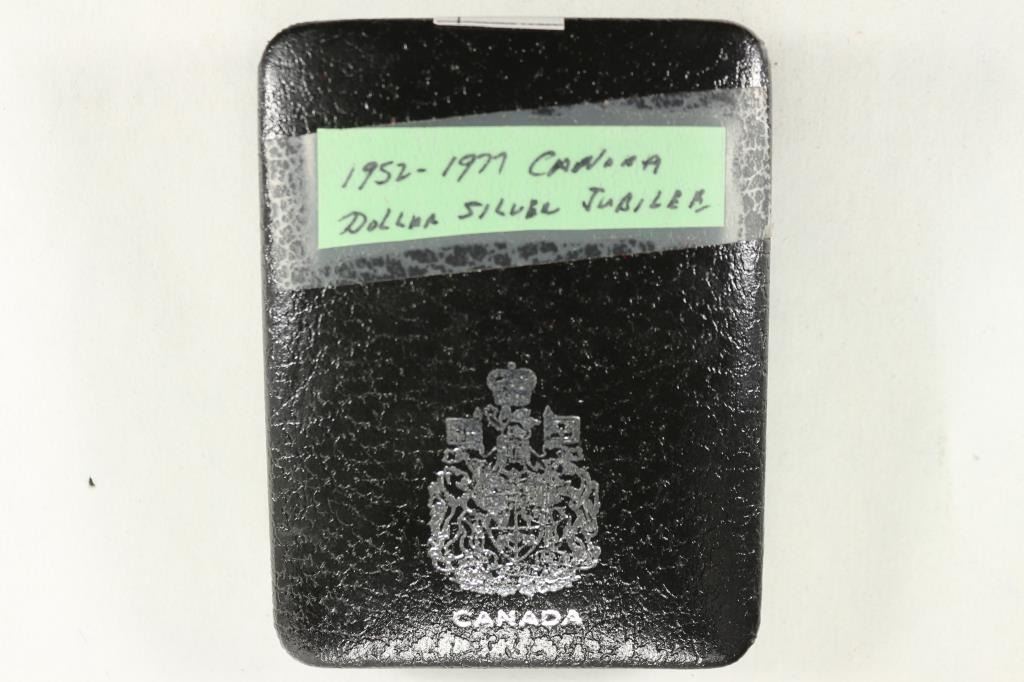 1952-1977 CANADA
DOLLAR SILVER JUBILEE
CANADA